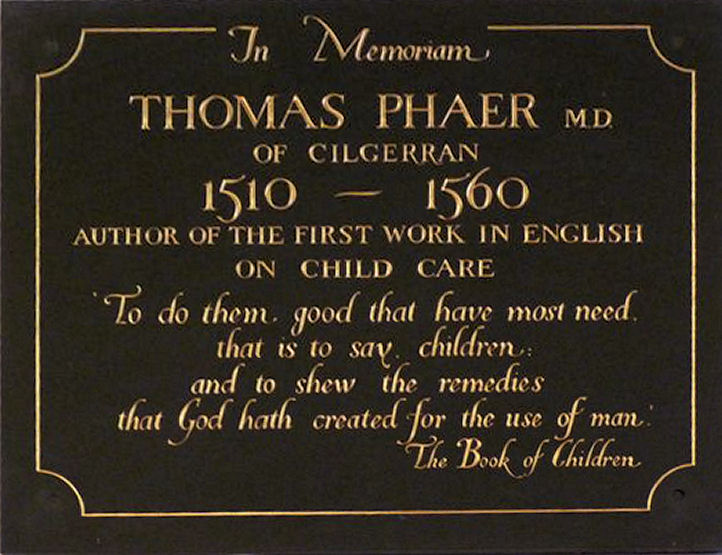 In Memoriam
THOMAS PHAER M.D.
OF CILGERRAN
1510 — 1560
AUTHOR OF THE FIRST WORK IN ENGLISH
ON CHILD CARE
'To do them, good that have most need,
that is to say, children:
and to shew the remedies
that God hath created for the use of man.'
The Book of Children